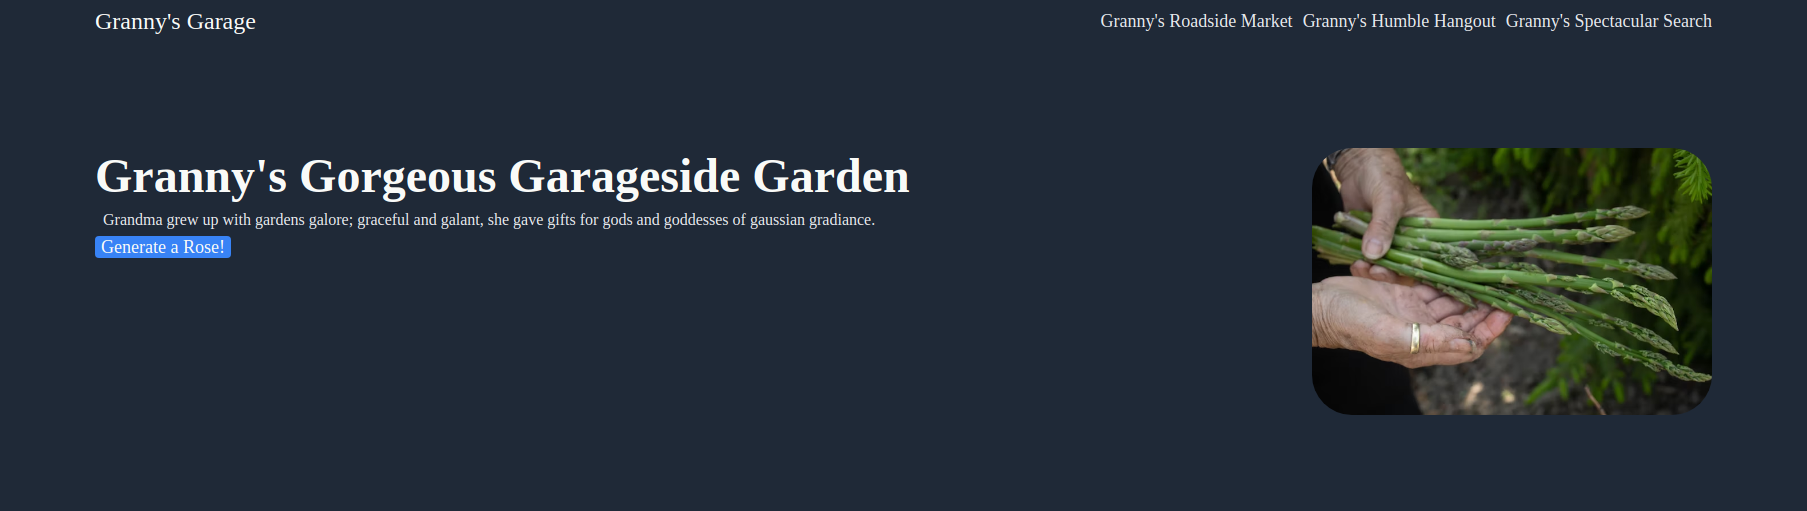 Granny's Garage
Granny's Roadside Market Granny's Humble Hangout Granny's Spectacular Search
Granny's Gorgeous Garageside Garden
Grandma grew up with gardens galore; graceful and galant, she gave gifts for gods and goddesses of gaussian gradiance.
Generate a Rose!